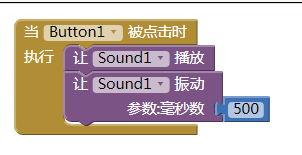 当 Button1 被点击时
执行 让 Sound1 播放
让 Sound1 振动
参数:毫秒数 500